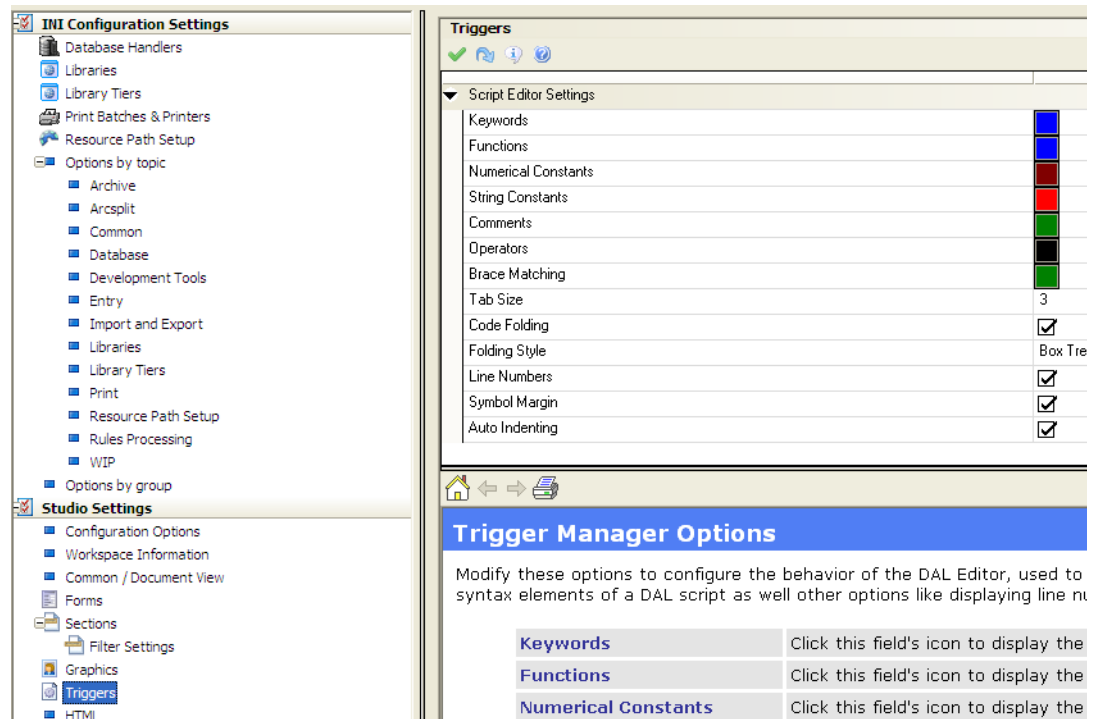 INI Configuration Settings
Database Handlers
Libraries
Library Tiers
Print Batches & Printers
Resource Path Setup
Options by topic
Archive
Arcsplit
Common
Database
Development Tools
Entry
Import and Export
Libraries
Library Tiers
Print
Resource Path Setup
Rules Processing
WIP
Options by group
Studio Settings
Configuration Options
Workspace Information
Common / Document View
Forms
Sections
Filter Settings
Graphics
Triggers
HTML
Triggers
Script Editor Settings
Keywords
Functions
Numerical Constants
String Constants
Comments
Operators
Brace Matching
Tab Size 3
Code Folding
Folding Style Box Tre
Line Numbers
Symbol Margin
Auto Indenting
Trigger Manager Options
Modify these options to configure the behavior of the DAL Editor, used to
syntax elements of a DAL script as well other options like displaying line nu
Keywords Click this field's icon to display the
Functions Click this field's icon to display the
Numerical Constants Click this field's icon to display the